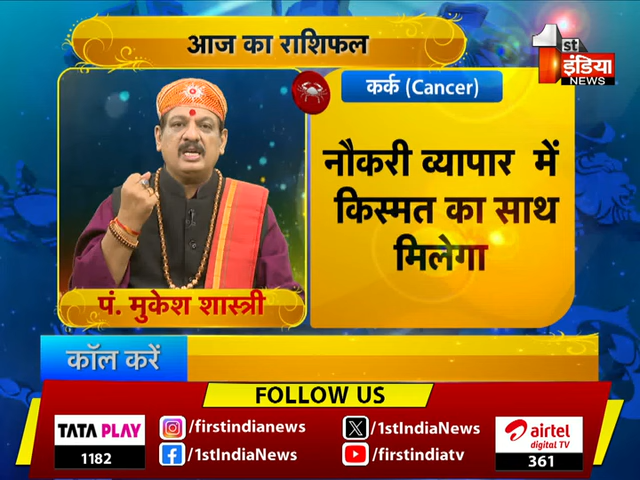 आज का राशिफल
1st
इंडिया
NEWS
कर्क (Cancer)
नौकरी व्यापार में
किस्मत का साथ
मिलेगा
पं. मुकेश शास्त्री
कॉल करें
FOLLOW US
TATA PLAY
1182
/firstindianews
/1stIndiaNews
/1stIndiaNews
/firstindiatv
airtel
digital TV
361